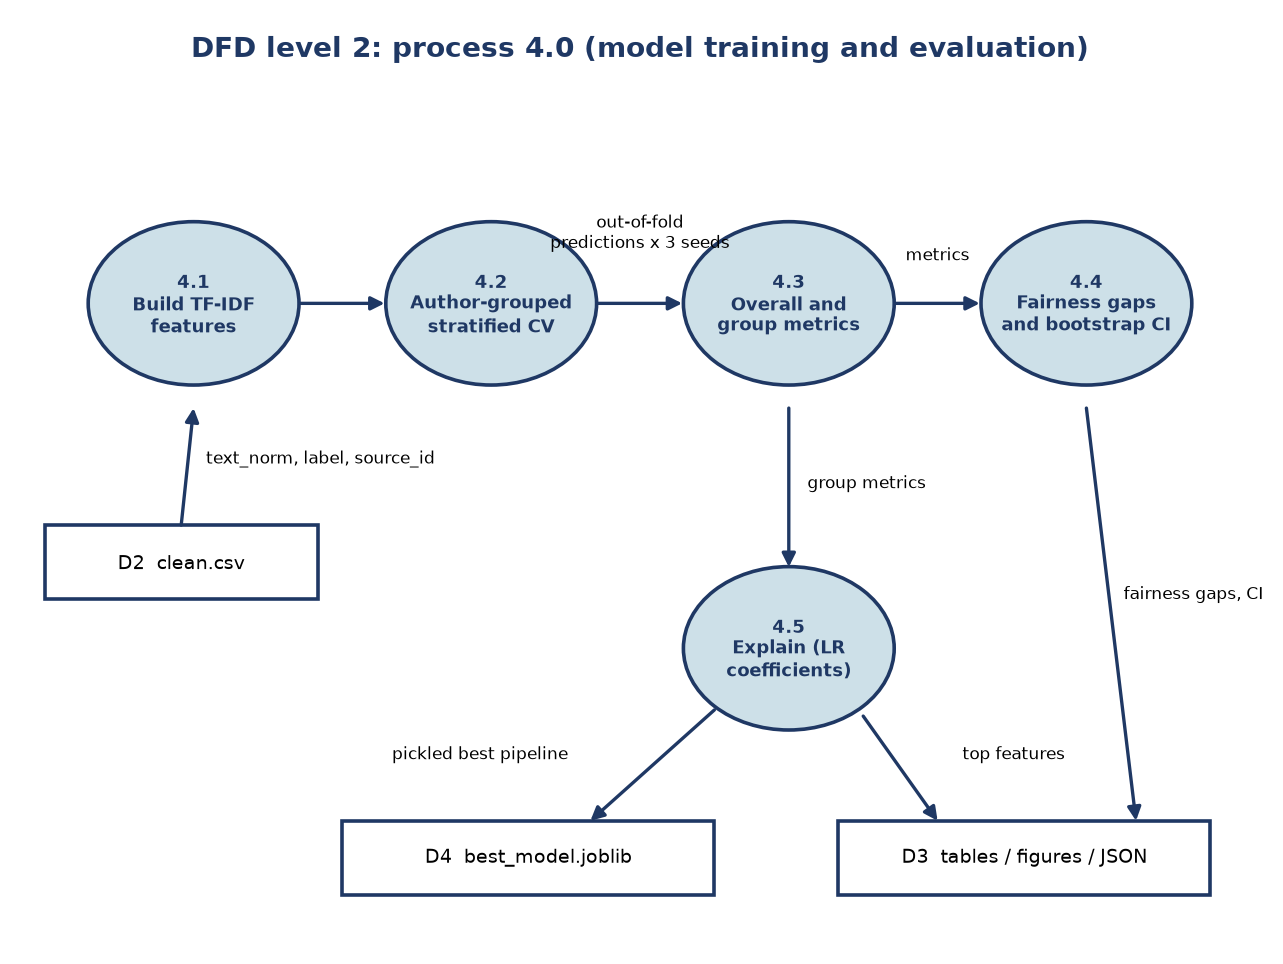 DFD level 2: process 4.0 (model training and evaluation)
out-of-fold
predictions x 3 seeds
metrics
4.1
Build TF-IDF
features
4.2
Author-grouped
stratified CV
4.3
Overall and
group metrics
4.4
Fairness gaps
and bootstrap CI
text_norm, label, source_id
group metrics
D2 clean.csv
fairness gaps, CI
4.5
Explain (LR
coefficients)
pickled best pipeline
top features
D4 best_model.joblib
D3 tables / figures / JSON